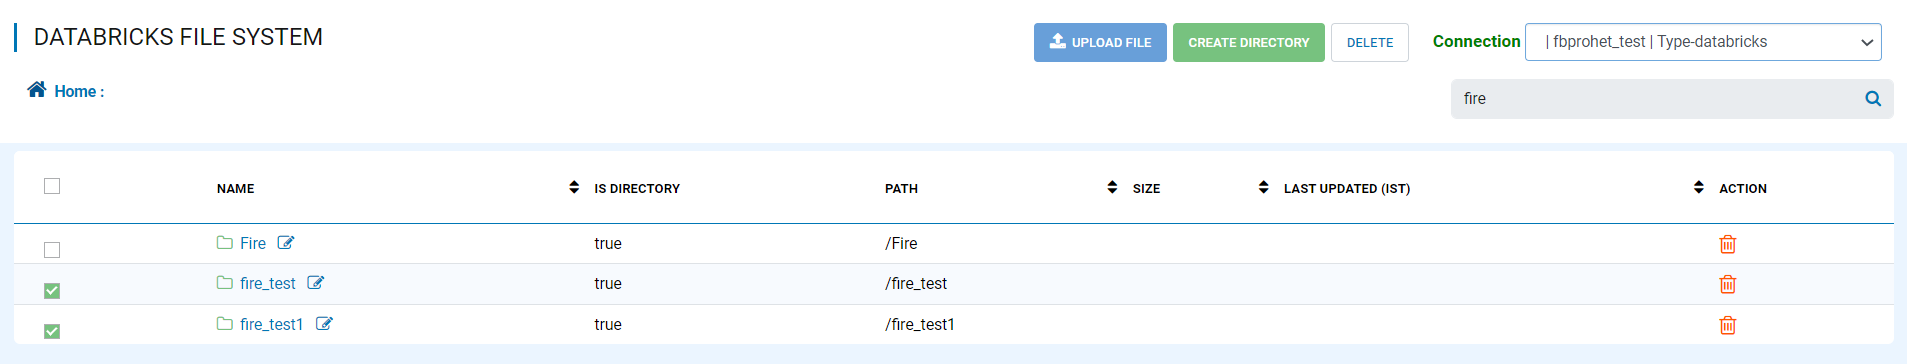 DATABRICKS FILE SYSTEM
UPLOAD FILE CREATE DIRECTORY DELETE Connection | fbprohet_test | Type-databricks
Home :
fire
NAME IS DIRECTORY PATH SIZE LAST UPDATED (IST) ACTION
Fire true /Fire
fire_test true /fire_test
fire_test1 true /fire_test1